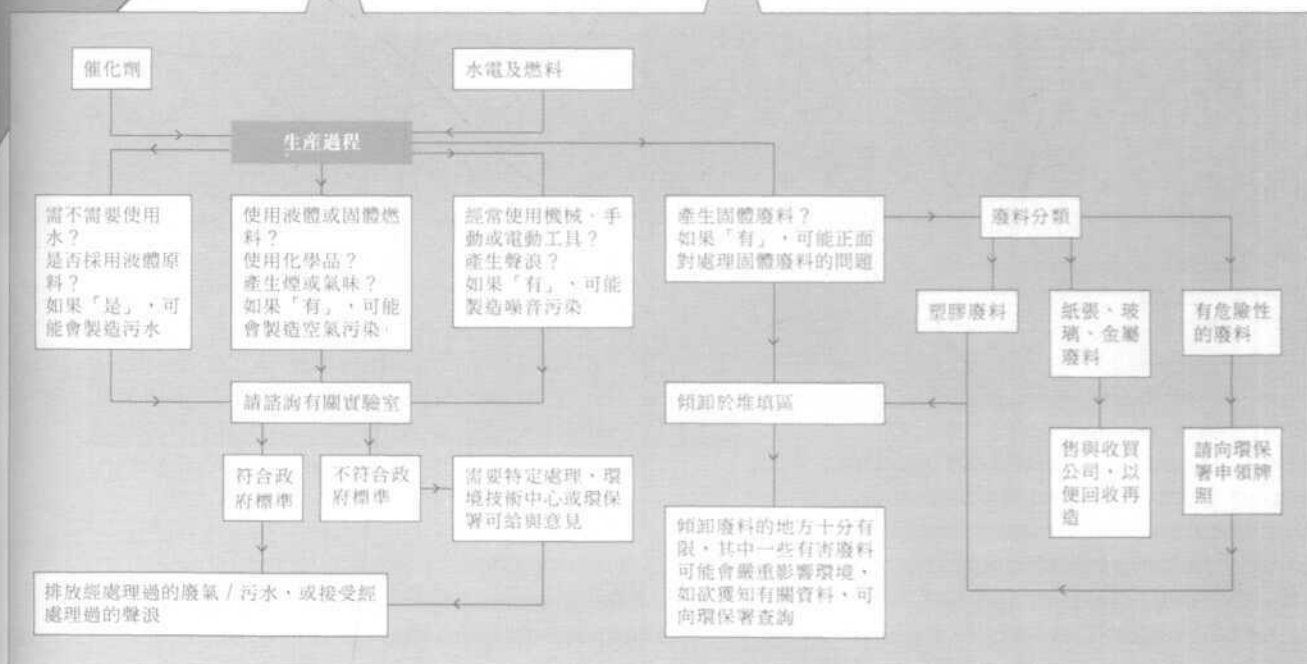 催化劑
水電及燃料
生產過程
需不需要使用
水？
是否採用液體原
料？
如果「是」，可
能會製造污水
使用液體或固體燃
料？
使用化學品？
產生煙或氣味？
如果「有」，可能
會製造空氣污染。
經常使用機械、手
動或電動工具？
產生聲浪？
如果「有」、可能
製造噪音污染
產生固體廢料？
如果「有」，可能正面
對處理固體廢料的問題
廢料分類
塑膠廢料
紙張、玻
璃、金屬
廢料
有危險性
的廢料
請諮詢有關實驗室
傾卸於堆填區
符合政
府標準
不符合政
府標準
需要特定處理，環
境技術中心或環保
署可給與意見
售與收買
公司，以
便回收再
造
請向環保
署申領牌
照
傾卸廢料的地方十分有
限，其中一些有害廢料
可能會嚴重影響環境、
如欲獲知有關資料、可
向環保署查詢
排放經處理過的廢氣／污水，或接受經
處理過的聲浪